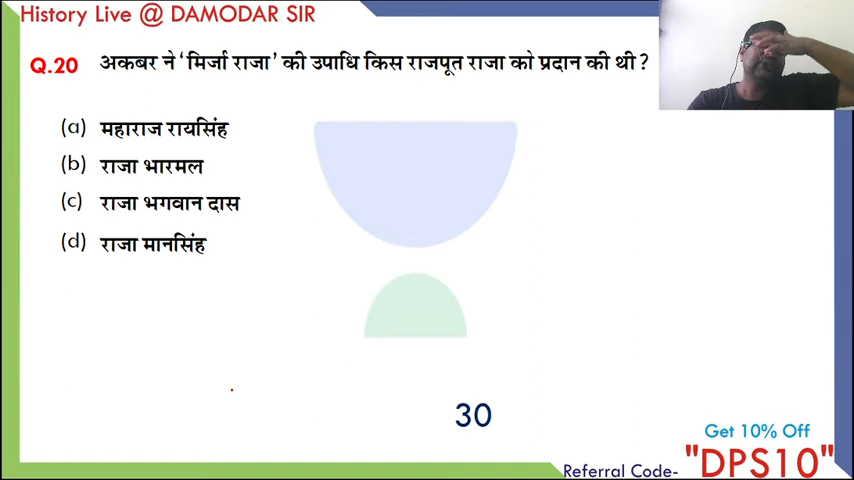 History Live @ DAMODAR SIR
Q.20 अकबर ने ‘मिर्जा राजा’ की उपाधि किस राजपूत राजा को प्रदान की थी ?
(a) महाराज रायसिंह
(b) राजा भारमल
(c) राजा भगवान दास
(d) राजा मानसिंह
30
Get 10% Off
Referral Code- "DPS10"